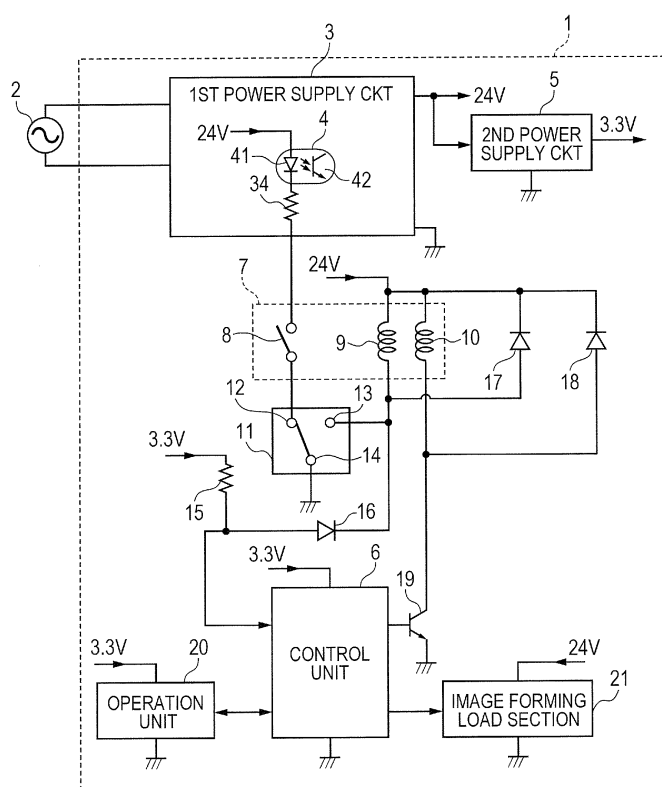 1
3
2
1ST POWER SUPPLY CKT
24V
4
41
42
34
24V
5
2ND POWER
SUPPLY CKT
3.3V
7
24V
8
9
10
17
18
12
13
11
14
3.3V
15
16
3.3V
6
19
CONTROL
UNIT
3.3V
20
OPERATION
UNIT
24V
21
IMAGE FORMING
LOAD SECTION